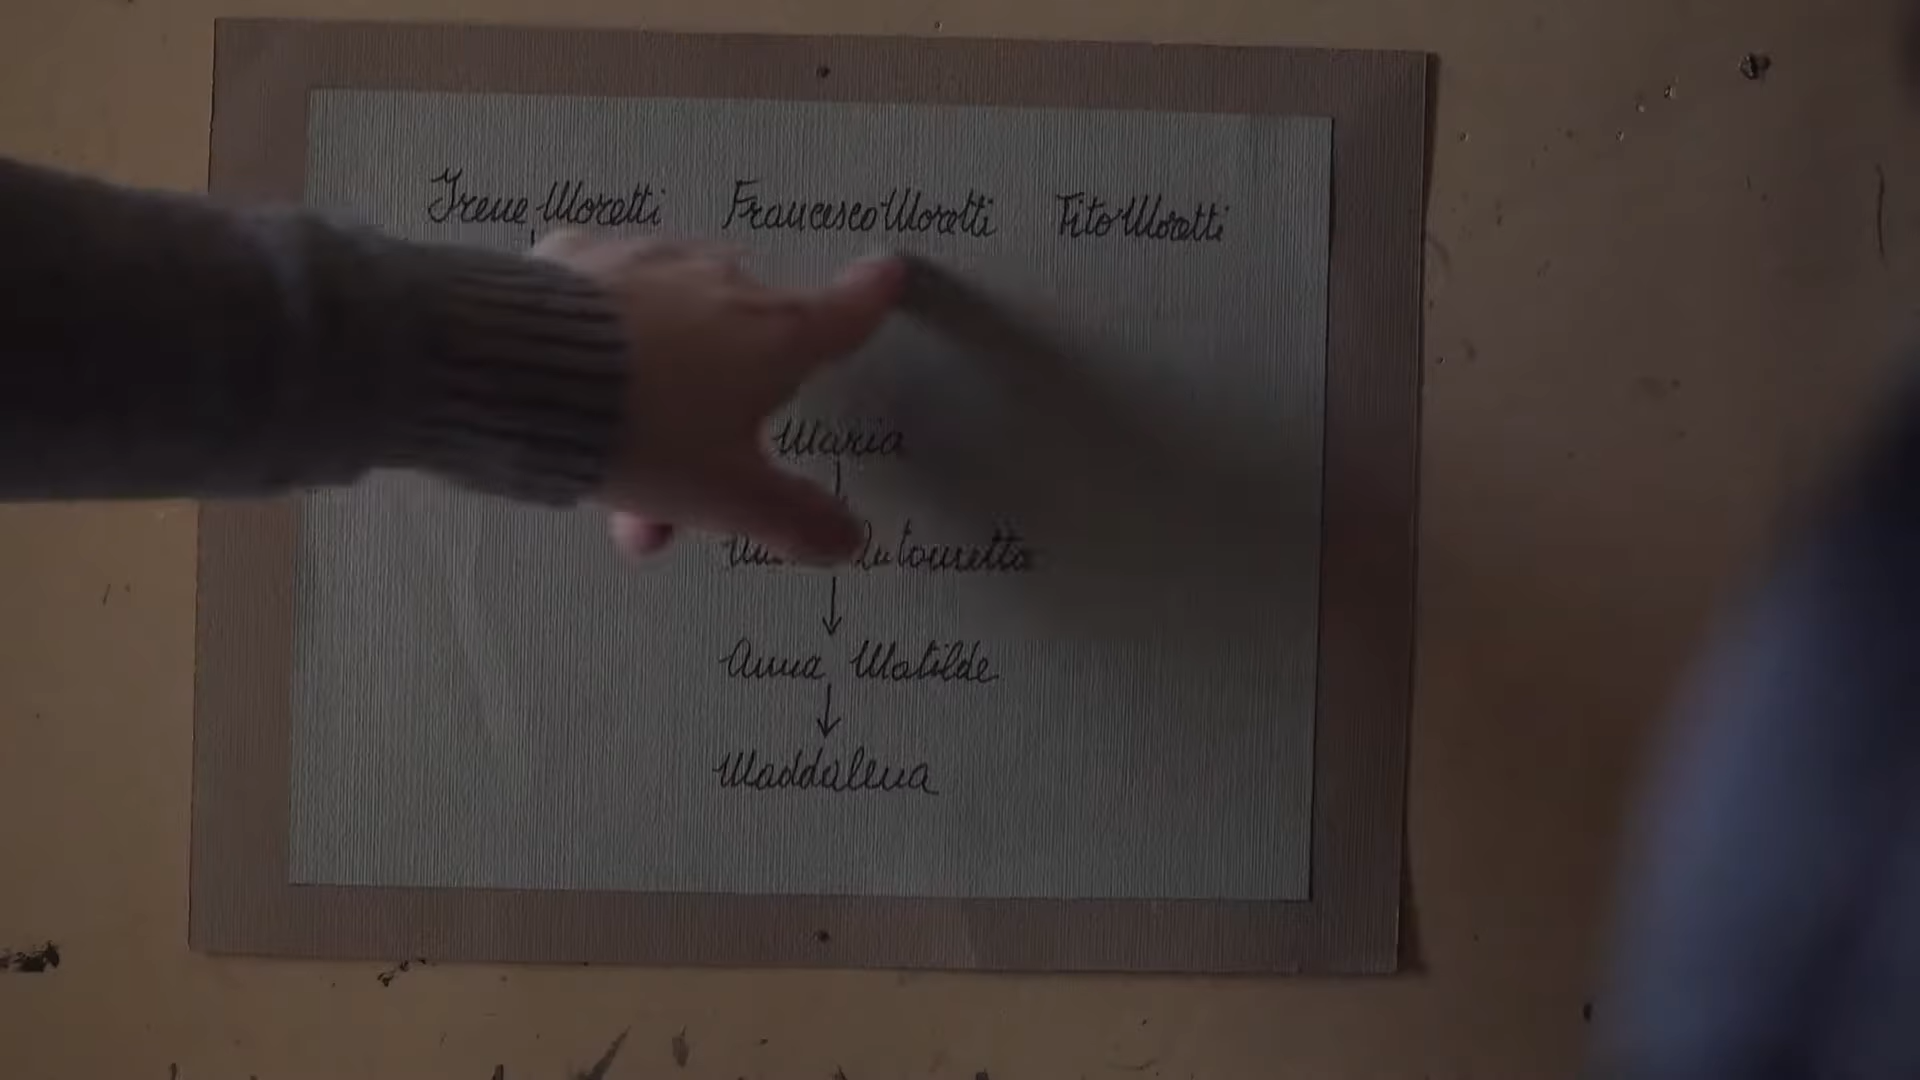 Irene Moretti Francesco Moretti Tito Moretti
Maria
Antonietta
Anna Matilde
Maddalena